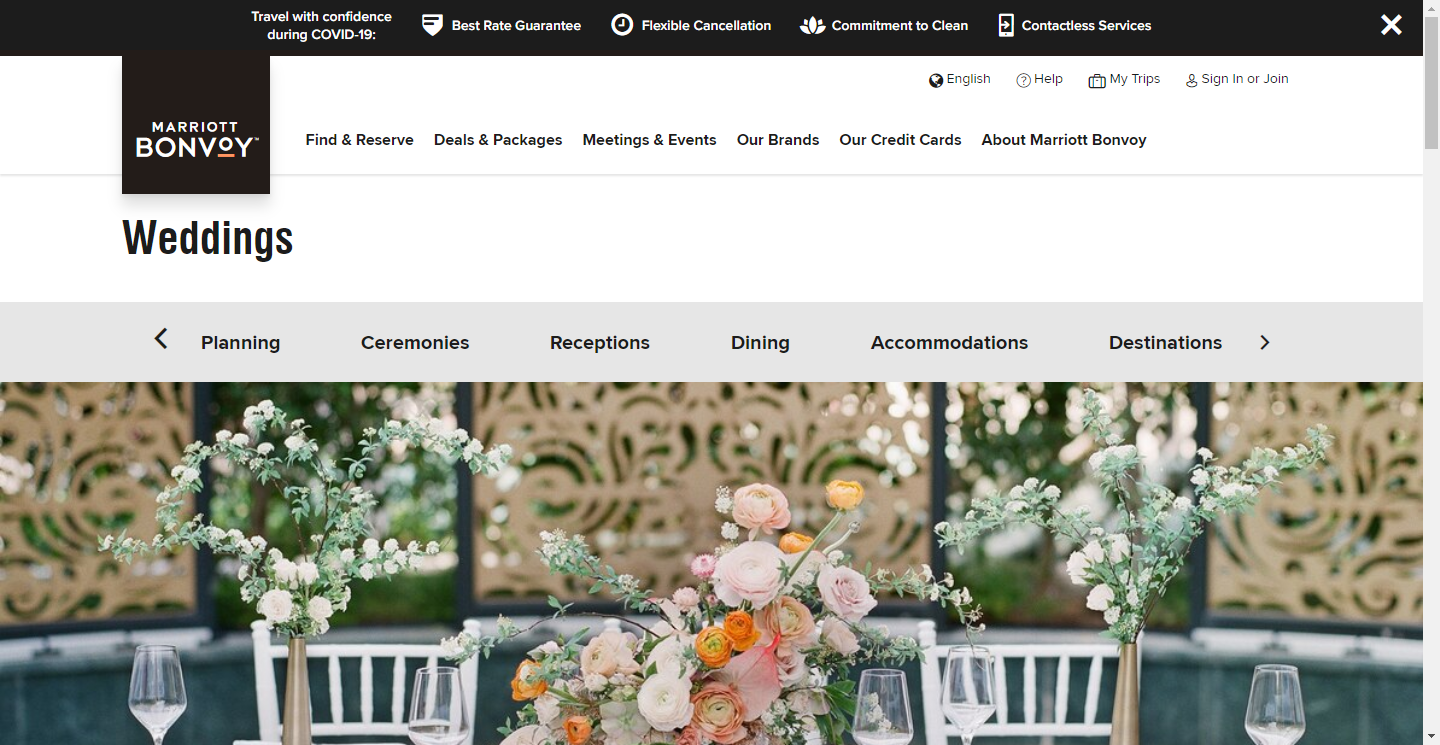 Travel with confidence
during COVID-19:
Best Rate Guarantee
Flexible Cancellation
Commitment to Clean
Contactless Services
English
Help
My Trips
Sign In or Join
MARRIOTT
BONVOY™
Find & Reserve
Deals & Packages
Meetings & Events
Our Brands
Our Credit Cards
About Marriott Bonvoy
Weddings
Planning
Ceremonies
Receptions
Dining
Accommodations
Destinations